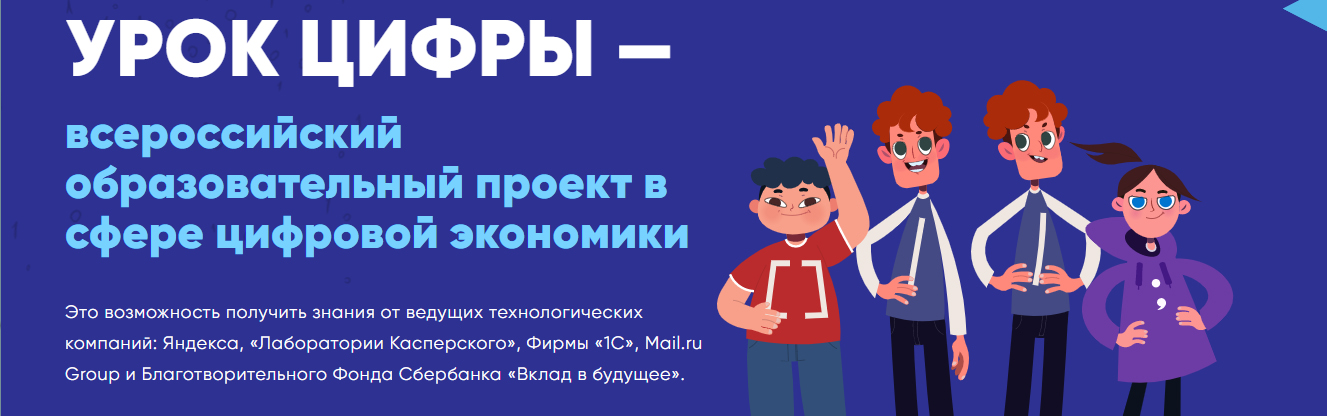 УРОК ЦИФРЫ —
всероссийский
образовательный проект в
сфере цифровой экономики
Это возможность получить знания от ведущих технологических
компаний: Яндекса, «Лаборатории Касперского», Фирмы «1С», Mail.ru
Group и Благотворительного Фонда Сбербанка «Вклад в будущее».